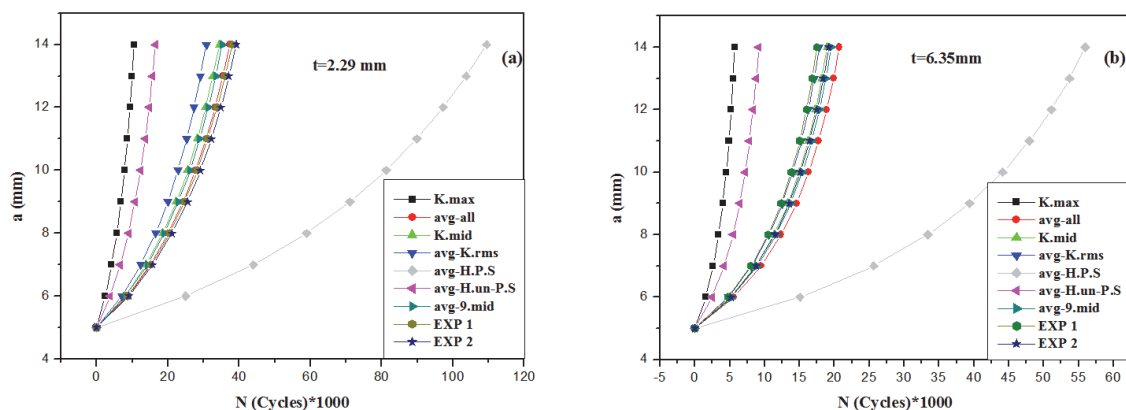 14
12
10
8
6
4
a (mm)
t=2.29 mm
(a)
K.max
avg-all
K.mid
avg-K.rms
avg-H.P.S
avg-H.un-P.S
avg-9.mid
EXP 1
EXP 2
0 20 40 60 80 100 120
N (Cycles)*1000
14
12
10
8
6
4
a (mm)
t=6.35mm
(b)
K.max
avg-all
K.mid
avg-K.rms
avg-H.P.S
avg-H.un-P.S
avg-9.mid
EXP 1
EXP 2
-5 0 5 10 15 20 25 30 35 40 45 50 55 60
N (Cycles)*1000